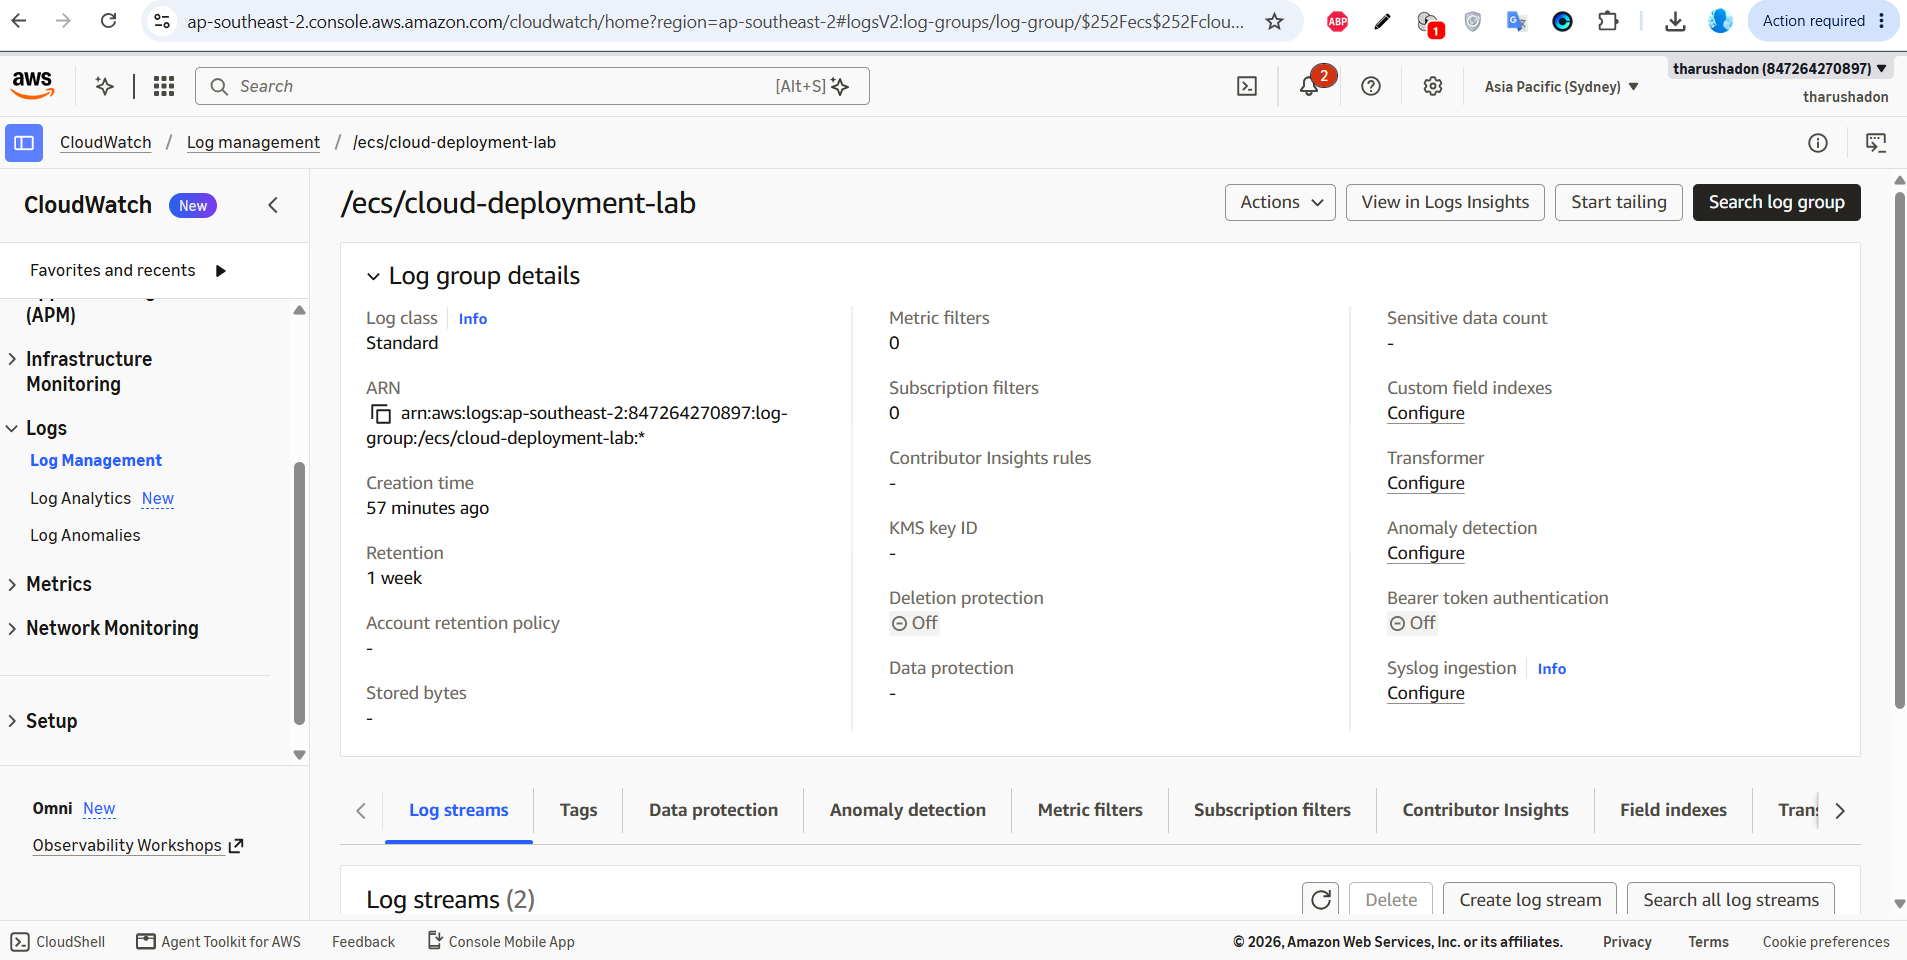 ap-southeast-2.console.aws.amazon.com/cloudwatch/home?region=ap-southeast-2#logsV2:log-groups/log-group/$252Fecs$252Fclou...
ABP
1
Action required
aws
Search
[Alt+S]
2
Asia Pacific (Sydney)
tharushadon (847264270897)
tharushadon
CloudWatch / Log management / /ecs/cloud-deployment-lab
CloudWatch New
Favorites and recents
(APM)
Infrastructure
Monitoring
Logs
Log Management
Log Analytics New
Log Anomalies
Metrics
Network Monitoring
Setup
Omni New
Observability Workshops
/ecs/cloud-deployment-lab
Actions
View in Logs Insights
Start tailing
Search log group
Log group details
Log class Info
Standard
ARN
arn:aws:logs:ap-southeast-2:847264270897:log-
group:/ecs/cloud-deployment-lab:*
Creation time
57 minutes ago
Retention
1 week
Account retention policy
-
Stored bytes
-
Metric filters
0
Subscription filters
0
Contributor Insights rules
-
KMS key ID
-
Deletion protection
Off
Data protection
-
Sensitive data count
-
Custom field indexes
Configure
Transformer
Configure
Anomaly detection
Configure
Bearer token authentication
Off
Syslog ingestion Info
Configure
Log streams
Tags
Data protection
Anomaly detection
Metric filters
Subscription filters
Contributor Insights
Field indexes
Log streams (2)
Delete
Create log stream
Search all log streams
CloudShell
Agent Toolkit for AWS
Feedback
Console Mobile App
© 2026, Amazon Web Services, Inc. or its affiliates.
Privacy
Terms
Cookie preferences